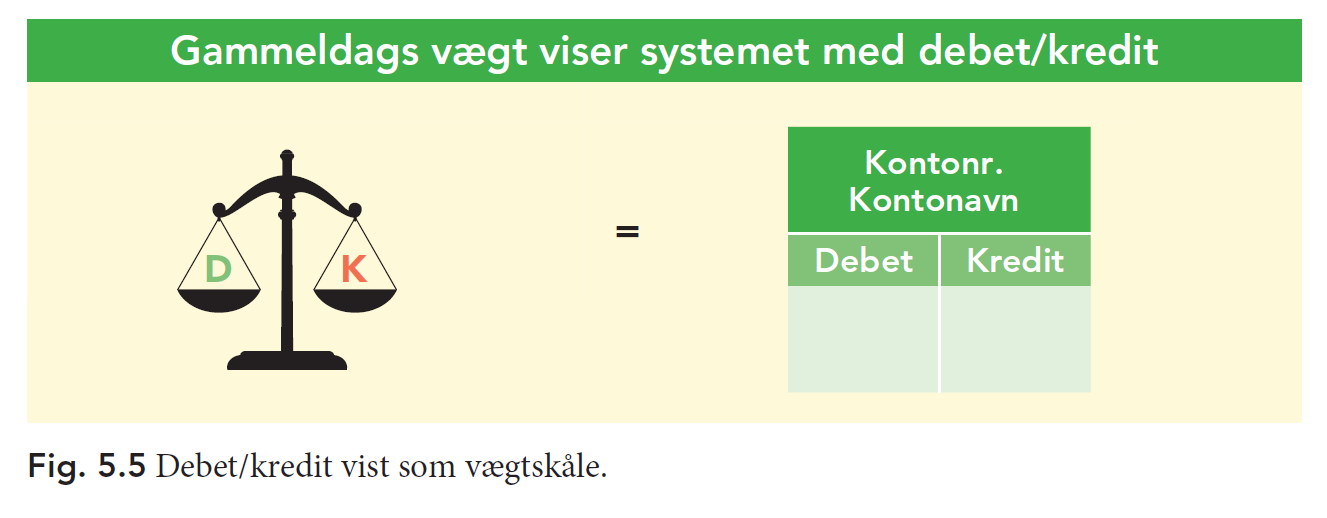 Gammeldags vægt viser systemet med debet/kredit
D K
=
Kontonr.
Kontonavn
Debet Kredit
Fig. 5.5 Debet/kredit vist som vægtskåle.